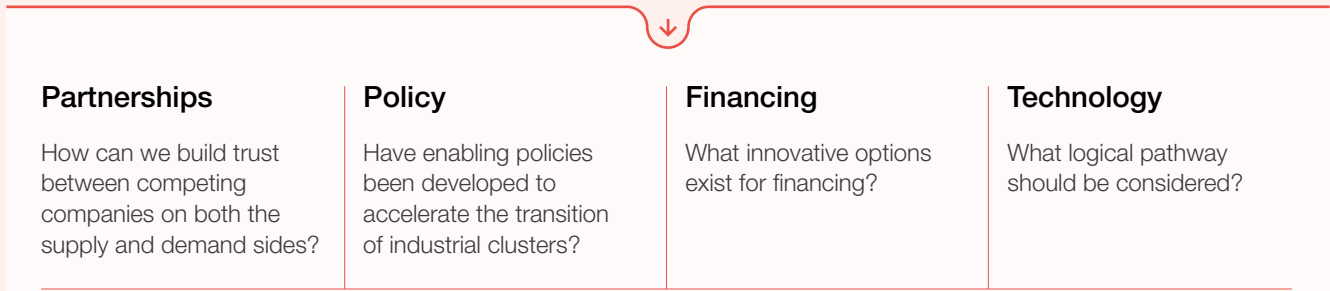 Partnerships
How can we build trust
between competing
companies on both the
supply and demand sides?
Policy
Have enabling policies
been developed to
accelerate the transition
of industrial clusters?
Financing
What innovative options
exist for financing?
Technology
What logical pathway
should be considered?